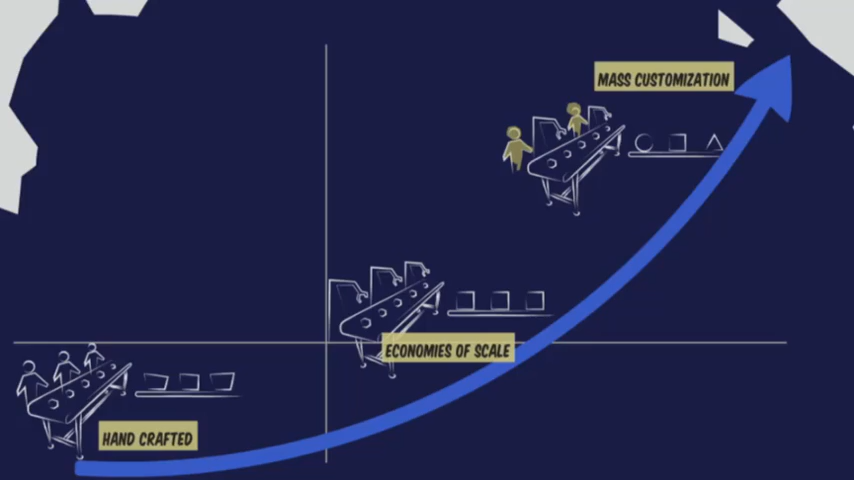 MASS CUSTOMIZATION
ECONOMIES OF SCALE
HAND CRAFTED